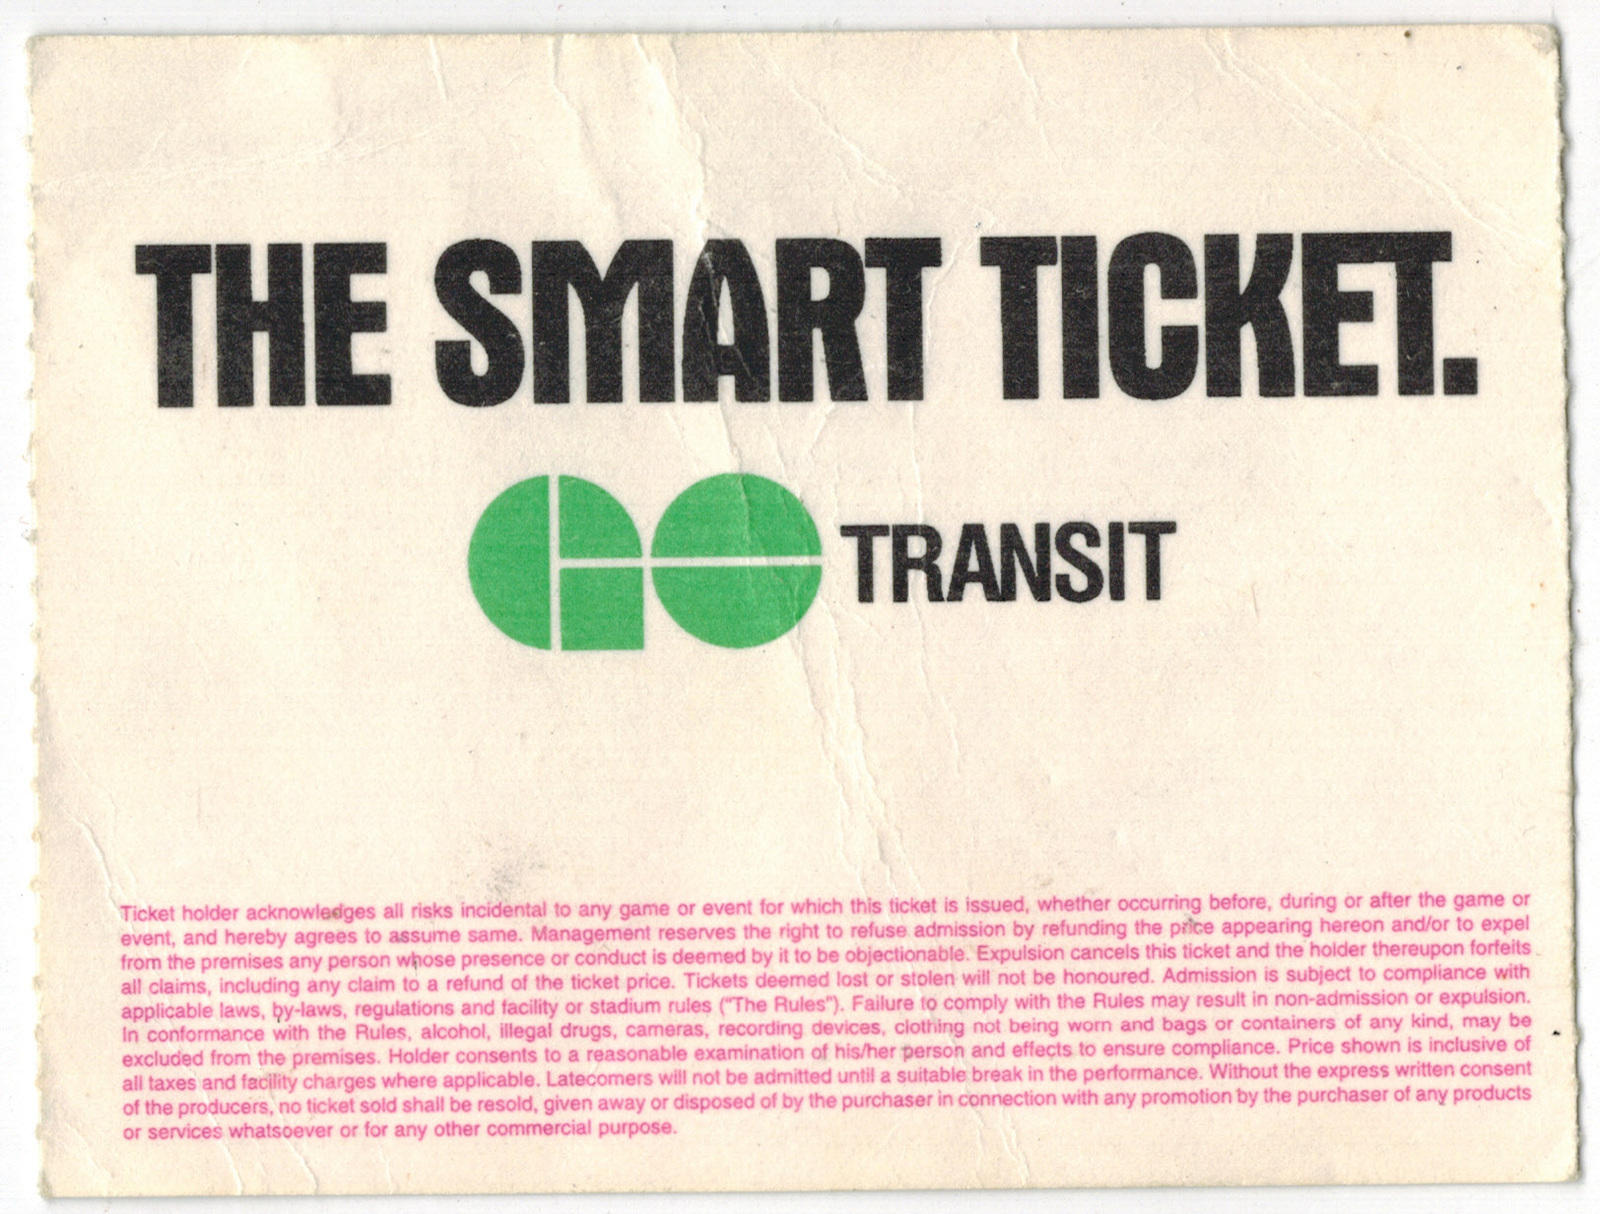 THE SMART TICKET.
GO TRANSIT
Ticket holder acknowledges all risks incidental to any game or event for which this ticket is issued, whether occurring before, during or after the game or
event, and hereby agrees to assume same. Management reserves the right to refuse admission by refunding the price appearing hereon and/or to expel
from the premises any person whose presence or conduct is deemed by it to be objectionable. Expulsion cancels this ticket and the holder thereupon forfeits
all claims, including any claim to a refund of the ticket price. Tickets deemed lost or stolen will not be honoured. Admission is subject to compliance with
applicable laws, by-laws, regulations and facility or stadium rules ("The Rules"). Failure to comply with the Rules may result in non-admission or expulsion.
In conformance with the Rules, alcohol, illegal drugs, cameras, recording devices, clothing not being worn and bags or containers of any kind, may be
excluded from the premises. Holder consents to a reasonable examination of his/her person and effects to ensure compliance. Price shown is inclusive of
all taxes and facility charges where applicable. Latecomers will not be admitted until a suitable break in the performance. Without the express written consent
of the producers, no ticket sold shall be resold, given away or disposed of by the purchaser in connection with any promotion by the purchaser of any products
or services whatsoever or for any other commercial purpose.